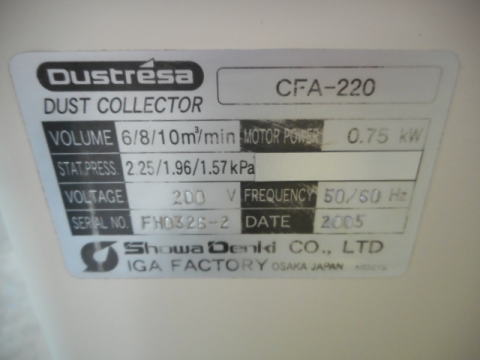 Dustrésa
CFA-220
DUST COLLECTOR
VOLUME 6/8/10m³/min MOTOR POWER 0.75 kW
STAT.PRESS. 2.25/1.96/1.57kPa
VOLTAGE 200 V FREQUENCY 50/60 Hz
SERIAL NO. FH0326-2 DATE 2005
Showa Denki CO., LTD
IGA FACTORY OSAKA JAPAN